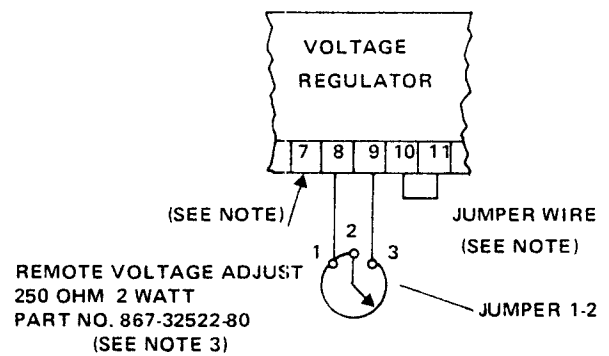 VOLTAGE
REGULATOR
7 8 9 10 11
(SEE NOTE)
JUMPER WIRE
(SEE NOTE)
1 2 3
REMOTE VOLTAGE ADJUST
250 OHM 2 WATT
PART NO. 867-32522-80
(SEE NOTE 3)
JUMPER 1-2